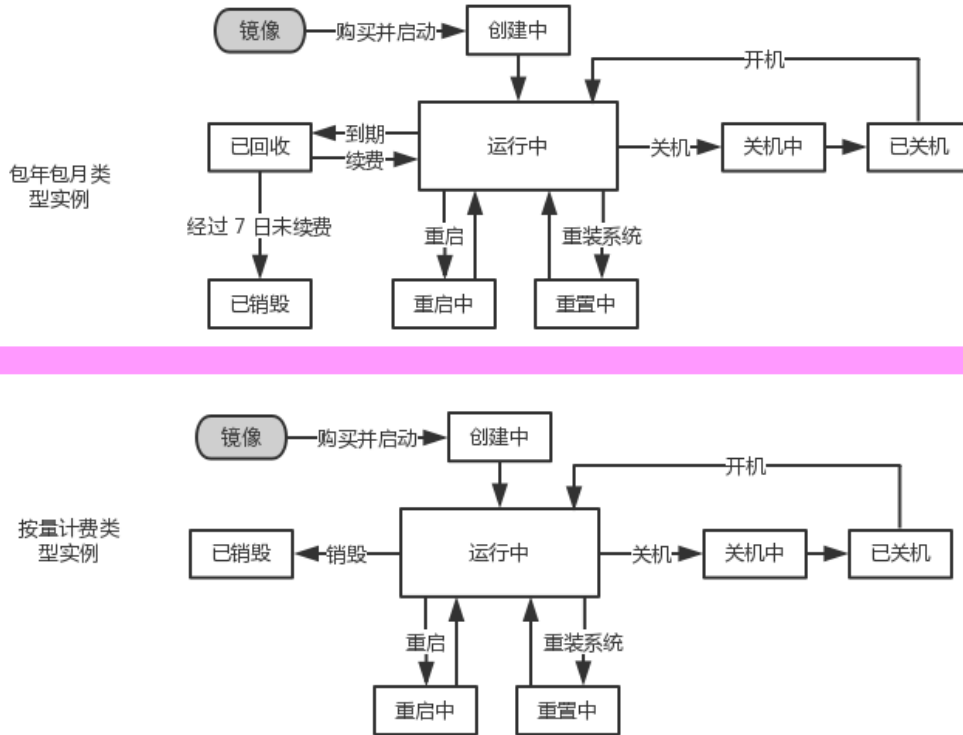 镜像
购买并启动
创建中
开机
已回收
到期
续费
运行中
关机
关机中
已关机
包年包月类
型实例
经过 7 日未续费
重启
重装系统
已销毁
重启中
重置中
镜像
购买并启动
创建中
开机
按量计费类
型实例
已销毁
销毁
运行中
关机
关机中
已关机
重启
重装系统
重启中
重置中